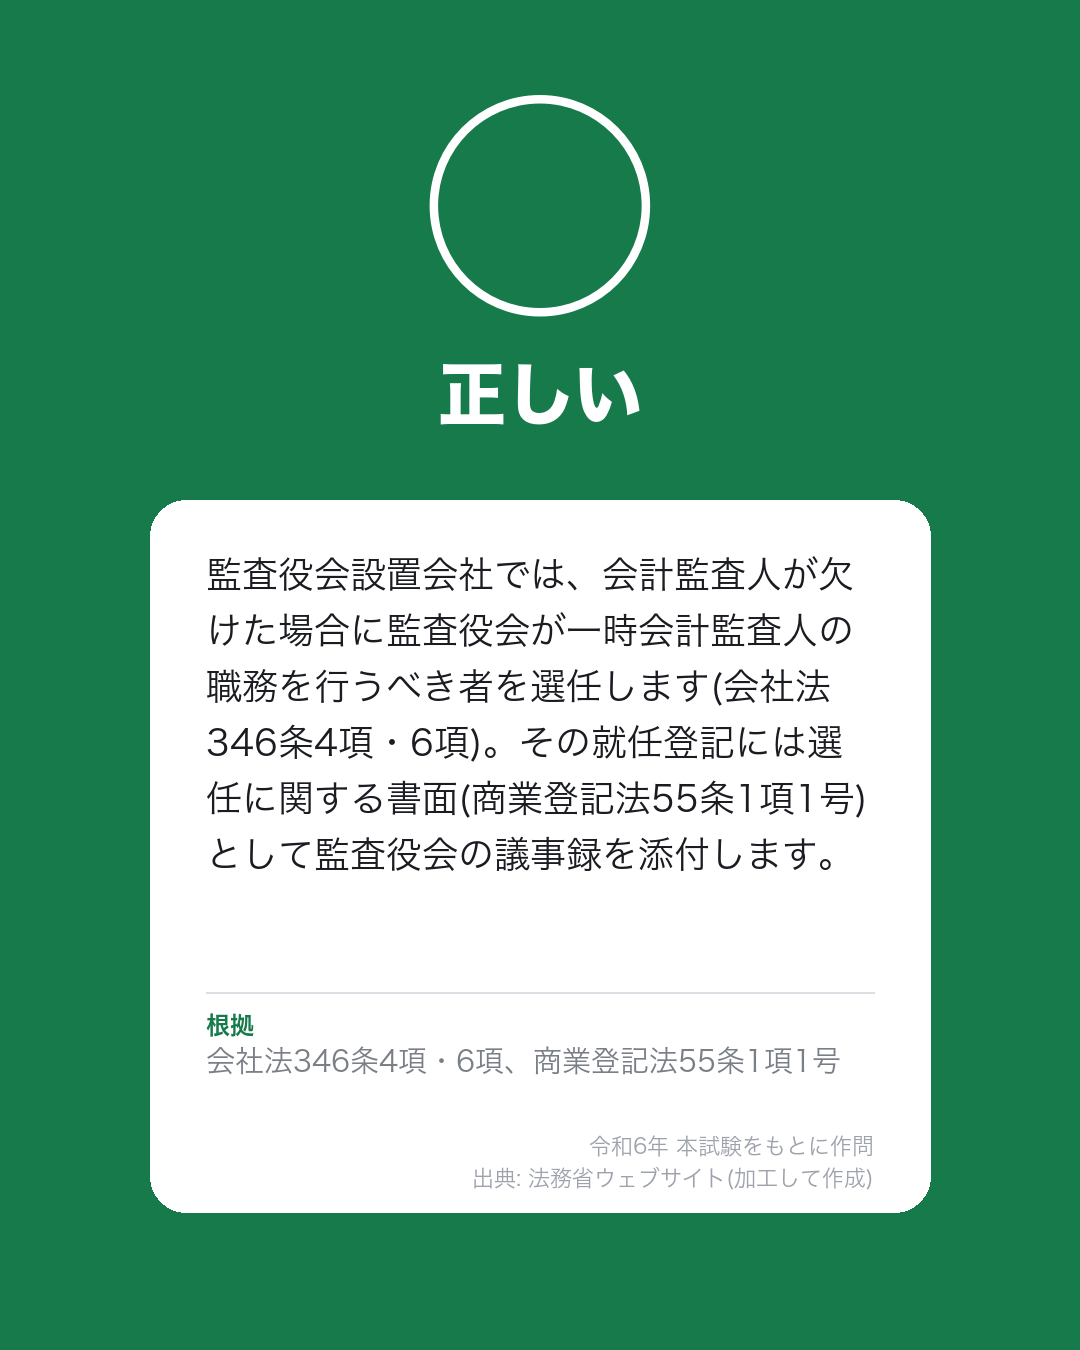 正しい
監査役会設置会社では、会計監査人が欠
けた場合に監査役会が一時会計監査人の
職務を行うべき者を選任します(会社法
346条4項・6項)。その就任登記には選
任に関する書面(商業登記法55条1項1号)
として監査役会の議事録を添付します。
根拠
会社法346条4項・6項、商業登記法55条1項1号
令和6年 本試験をもとに作問
出典: 法務省ウェブサイト(加工して作成)